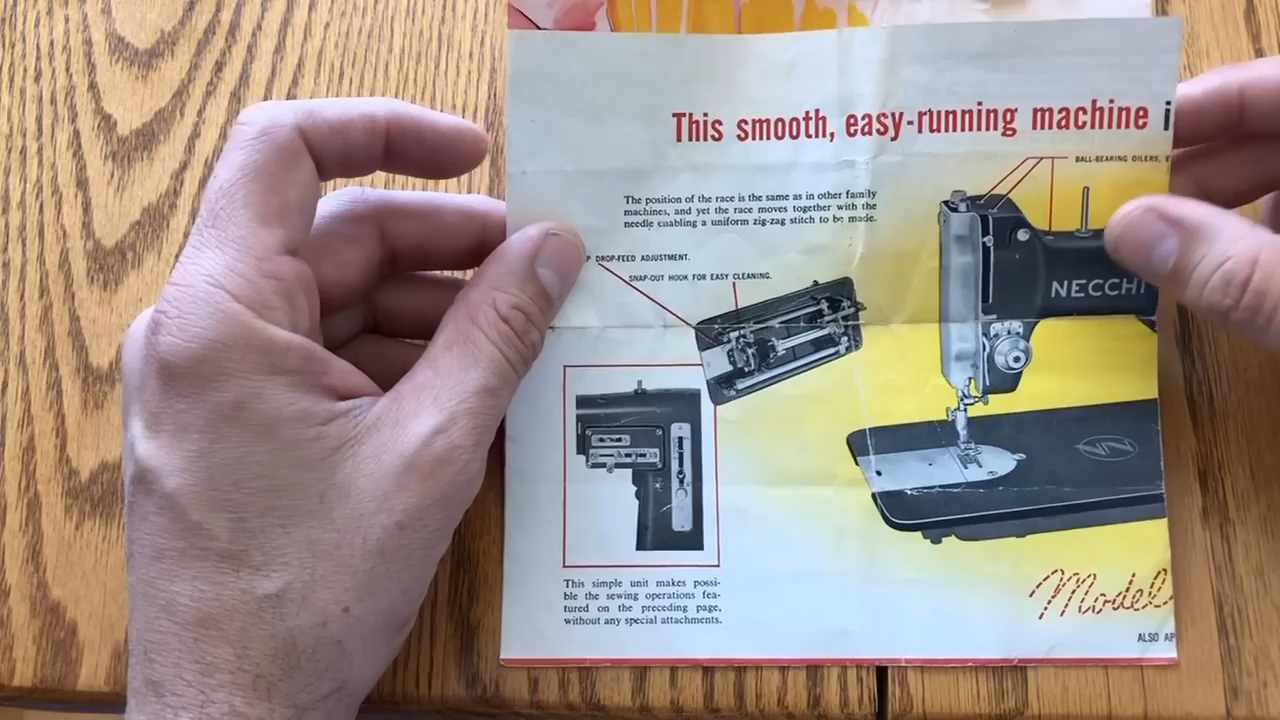 This smooth, easy-running machine i
BALL-BEARING OILERS,
The position of the race is the same as in other family
machines, and yet the race moves together with the
needle enabling a uniform zig-zag stitch to be made.
P DROP-FEED ADJUSTMENT.
SNAP-OUT HOOK FOR EASY CLEANING.
NECCHI
VN
This simple unit makes possi-
ble the sewing operations fea-
tured on the preceding page,
without any special attachments.
Model
ALSO AP